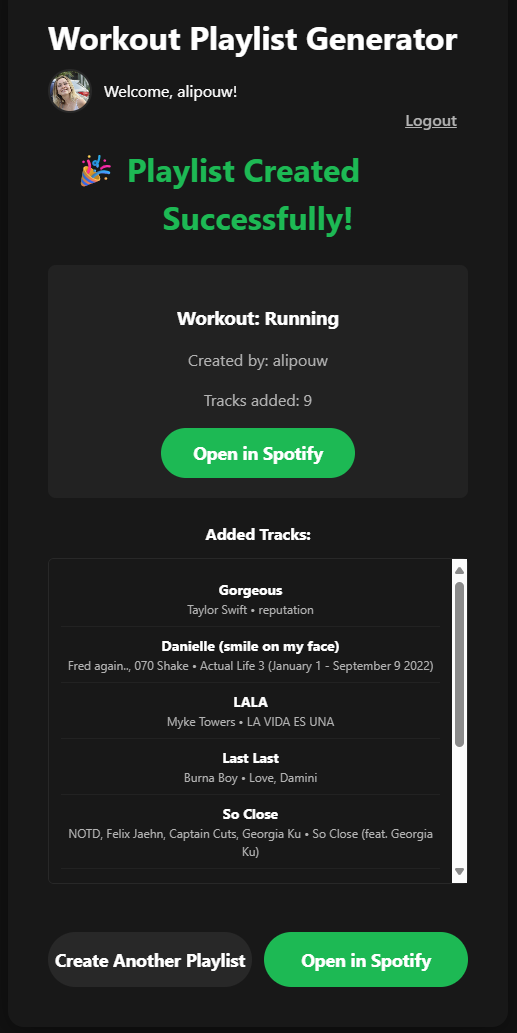 Workout Playlist Generator
Welcome, alipouw!
Logout
🎉 Playlist Created
Successfully!
Workout: Running
Created by: alipouw
Tracks added: 9
Open in Spotify
Added Tracks:
Gorgeous
Taylor Swift • reputation
Danielle (smile on my face)
Fred again.., 070 Shake • Actual Life 3 (January 1 - September 9 2022)
LALA
Myke Towers • LA VIDA ES UNA
Last Last
Burna Boy • Love, Damini
So Close
NOTD, Felix Jaehn, Captain Cuts, Georgia Ku • So Close (feat. Georgia
Ku)
Create Another Playlist
Open in Spotify